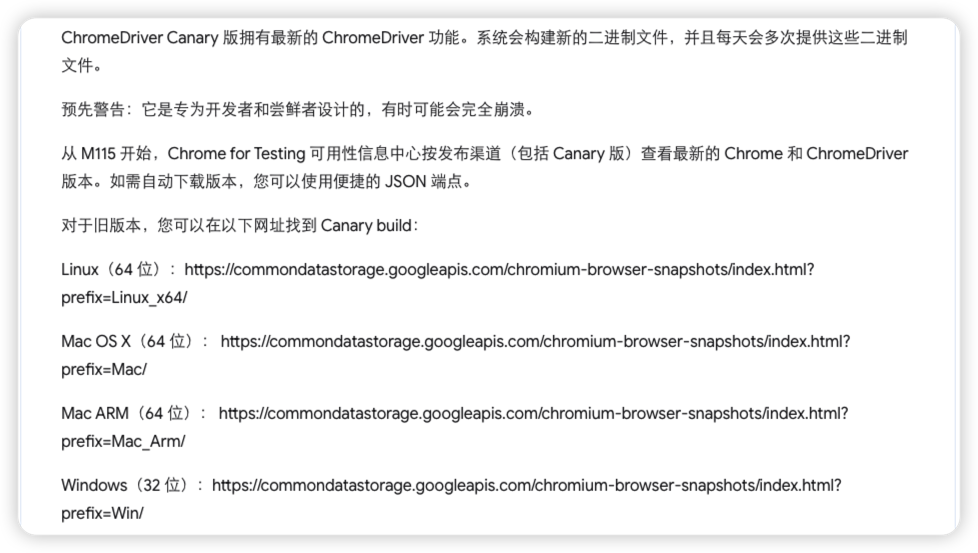 ChromeDriver Canary 版拥有最新的 ChromeDriver 功能。系统会构建新的二进制文件，并且每天会多次提供这些二进制
文件。
预先警告：它是专为开发者和尝鲜者设计的，有时可能会完全崩溃。
从 M115 开始，Chrome for Testing 可用性信息中心按发布渠道（包括 Canary 版）查看最新的 Chrome 和 ChromeDriver
版本。如需自动下载版本，您可以使用便捷的 JSON 端点。
对于旧版本，您可以在以下网址找到 Canary build：
Linux（64 位）：https://commondatastorage.googleapis.com/chromium-browser-snapshots/index.html?
prefix=Linux_x64/
Mac OS X（64 位）： https://commondatastorage.googleapis.com/chromium-browser-snapshots/index.html?
prefix=Mac/
Mac ARM（64 位）： https://commondatastorage.googleapis.com/chromium-browser-snapshots/index.html?
prefix=Mac_Arm/
Windows（32 位）：https://commondatastorage.googleapis.com/chromium-browser-snapshots/index.html?
prefix=Win/